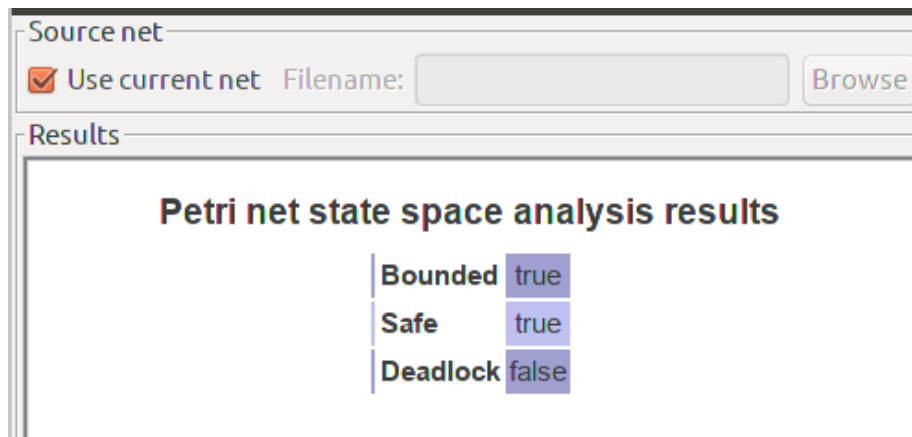 Source net
Use current net Filename: Browse
Results
Petri net state space analysis results
Bounded true
Safe true
Deadlock false